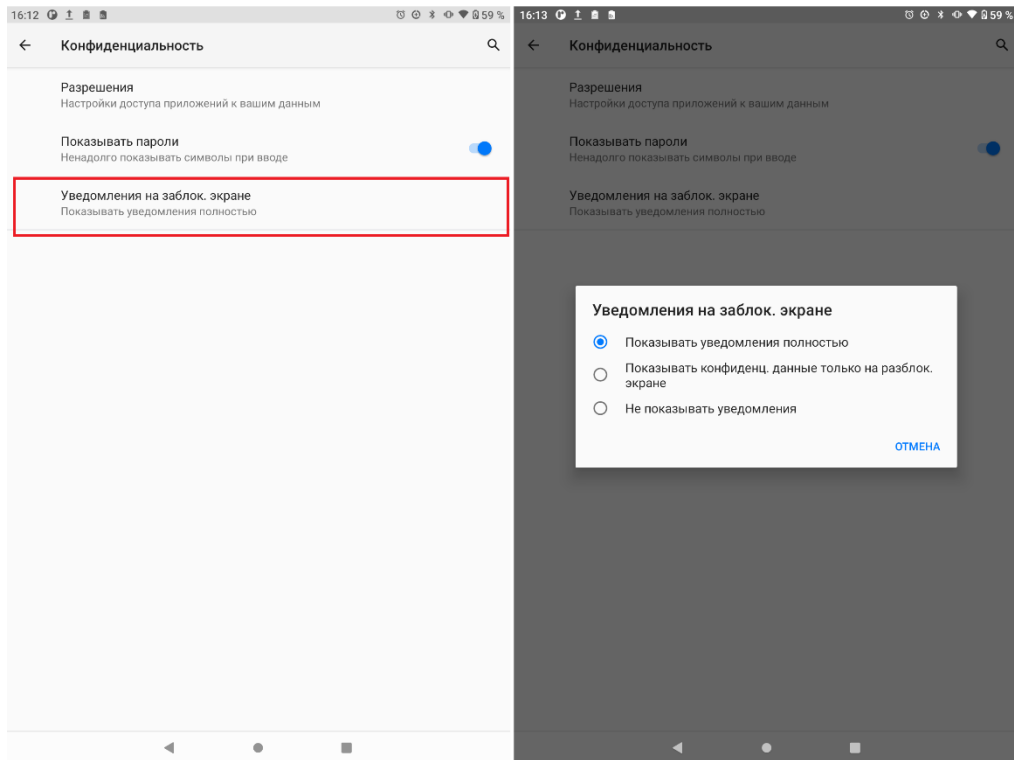 16:12
59 %
Конфиденциальность
Разрешения
Настройки доступа приложений к вашим данным
Показывать пароли
Ненадолго показывать символы при вводе
Уведомления на заблок. экране
Показывать уведомления полностью
16:13
59 %
Конфиденциальность
Разрешения
Настройки доступа приложений к вашим данным
Показывать пароли
Ненадолго показывать символы при вводе
Уведомления на заблок. экране
Показывать уведомления полностью
Уведомления на заблок. экране
Показывать уведомления полностью
Показывать конфиденц. данные только на разблок.
экране
Не показывать уведомления
ОТМЕНА